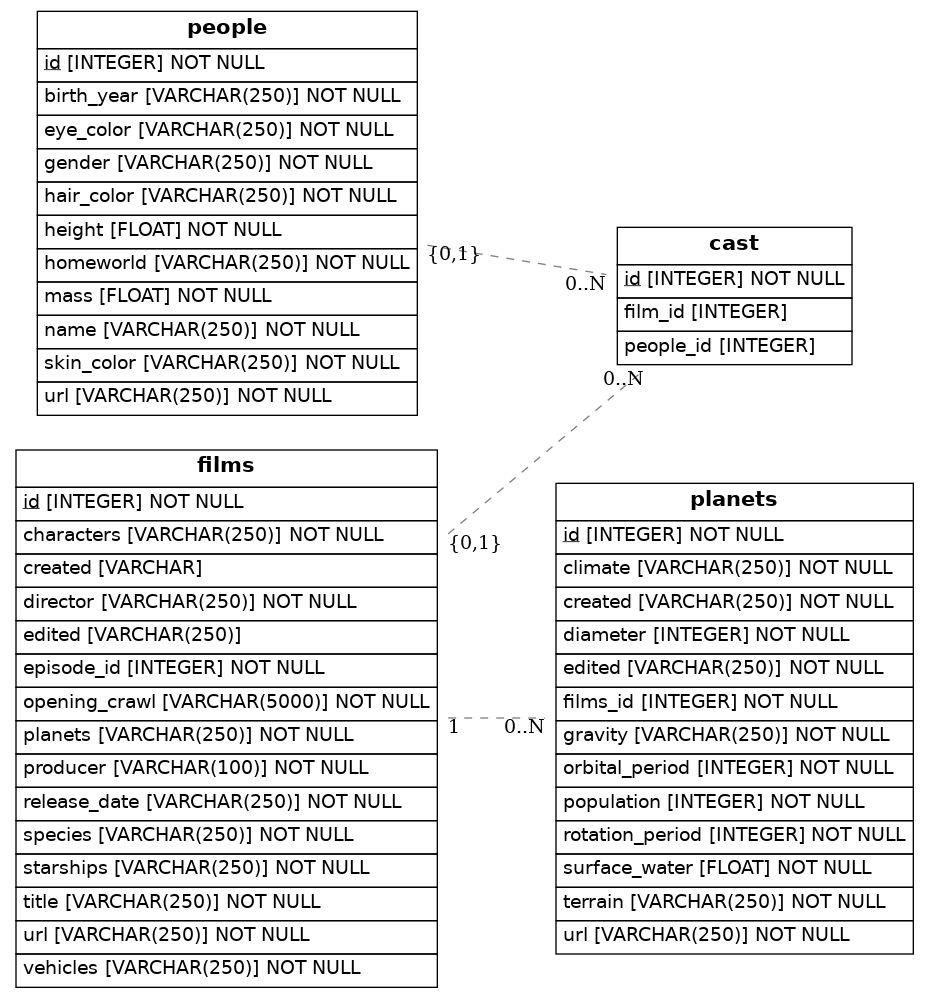 people
id [INTEGER] NOT NULL
birth_year [VARCHAR(250)] NOT NULL
eye_color [VARCHAR(250)] NOT NULL
gender [VARCHAR(250)] NOT NULL
hair_color [VARCHAR(250)] NOT NULL
height [FLOAT] NOT NULL
homeworld [VARCHAR(250)] NOT NULL
mass [FLOAT] NOT NULL
name [VARCHAR(250)] NOT NULL
skin_color [VARCHAR(250)] NOT NULL
url [VARCHAR(250)] NOT NULL
{0,1}
0..N
cast
id [INTEGER] NOT NULL
film_id [INTEGER]
people_id [INTEGER]
0..N
{0,1}
films
id [INTEGER] NOT NULL
characters [VARCHAR(250)] NOT NULL
created [VARCHAR]
director [VARCHAR(250)] NOT NULL
edited [VARCHAR(250)]
episode_id [INTEGER] NOT NULL
opening_crawl [VARCHAR(5000)] NOT NULL
planets [VARCHAR(250)] NOT NULL
producer [VARCHAR(100)] NOT NULL
release_date [VARCHAR(250)] NOT NULL
species [VARCHAR(250)] NOT NULL
starships [VARCHAR(250)] NOT NULL
title [VARCHAR(250)] NOT NULL
url [VARCHAR(250)] NOT NULL
vehicles [VARCHAR(250)] NOT NULL
1
0..N
planets
id [INTEGER] NOT NULL
climate [VARCHAR(250)] NOT NULL
created [VARCHAR(250)] NOT NULL
diameter [INTEGER] NOT NULL
edited [VARCHAR(250)] NOT NULL
films_id [INTEGER] NOT NULL
gravity [VARCHAR(250)] NOT NULL
orbital_period [INTEGER] NOT NULL
population [INTEGER] NOT NULL
rotation_period [INTEGER] NOT NULL
surface_water [FLOAT] NOT NULL
terrain [VARCHAR(250)] NOT NULL
url [VARCHAR(250)] NOT NULL